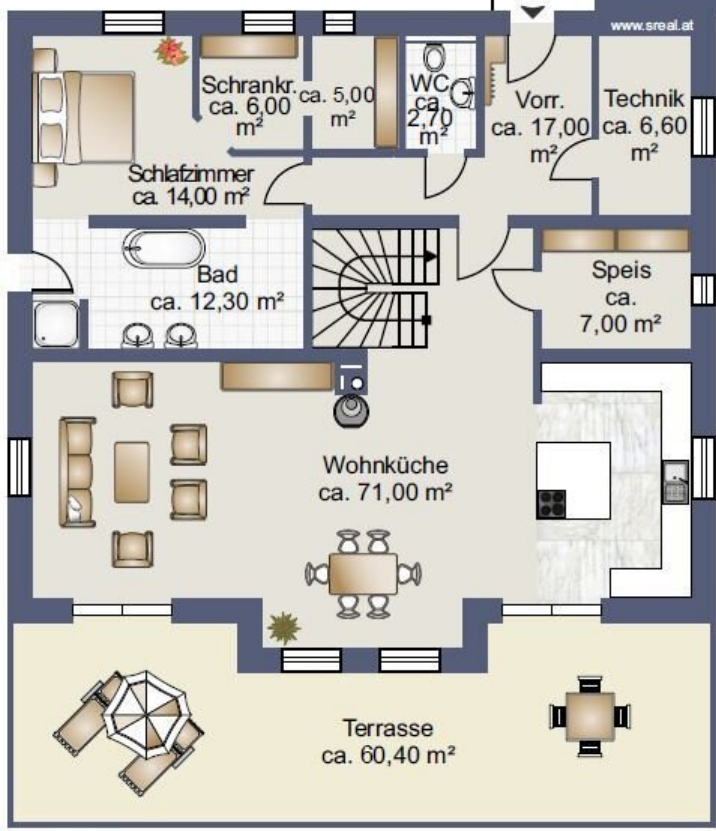 www.sreal.at
Schrankr.
ca. 6,00
m²
ca. 5,00
m²
WC
ca.
2,70
m²
Vorr.
ca. 17,00
m²
Technik
ca. 6,60
m²
Schlafzimmer
ca. 14,00 m²
Bad
ca. 12,30 m²
Speis
ca.
7,00 m²
Wohnküche
ca. 71,00 m²
Terrasse
ca. 60,40 m²